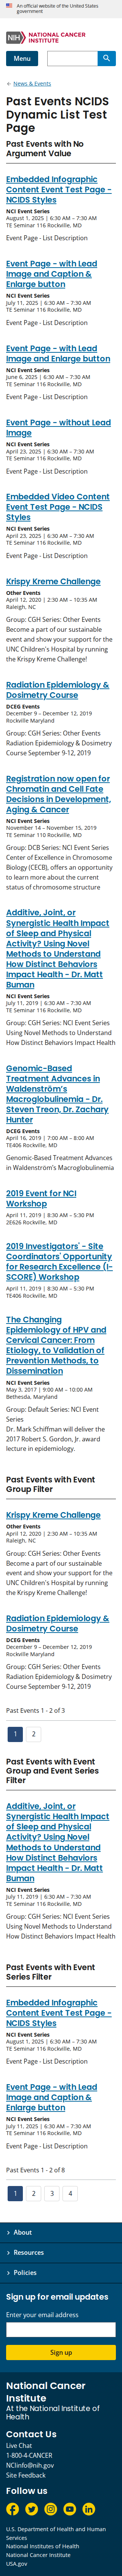 An official website of the United States
government
NIH
NATIONAL CANCER
INSTITUTE
Menu
← News & Events
Past Events NCIDS
Dynamic List Test
Page
Past Events with No
Argument Value
Embedded Infographic
Content Event Test Page -
NCIS Styles
NCI Event Series
August 1, 2025 | 6:30 AM – 7:30 AM
TE Seminar 116 Rockville, MD
Event Page - List Description
Event Page - with Lead
Image and Caption &
Enlarge button
NCI Event Series
July 11, 2025 | 6:30 AM – 7:30 AM
TE Seminar 116 Rockville, MD
Event Page - List Description
Event Page - with Lead
Image and Enlarge button
NCI Event Series
June 6, 2025 | 6:30 AM – 7:30 AM
TE Seminar 116 Rockville, MD
Event Page - List Description
Event Page - without Lead
Image
NCI Event Series
April 23, 2025 | 6:30 AM – 7:30 AM
TE Seminar 116 Rockville, MD
Event Page - List Description
Embedded Video Content
Event Test Page - NCIDS
Styles
NCI Event Series
April 23, 2025 | 6:30 AM – 7:30 AM
TE Seminar 116 Rockville, MD
Event Page - List Description
Krispy Kreme Challenge
Other Events
April 12, 2020 | 2:30 AM – 10:35 AM
Raleigh, NC
Group: CGH Series: Other Events
Become a part of our sustainable
event and show your support for the
UNC Children's Hospital by running
the Krispy Kreme Challenge!
Radiation Epidemiology &
Dosimetry Course
DCEG Events
December 9 – December 12, 2019
Rockville Maryland
Group: CGH Series: Other Events
Radiation Epidemiology & Dosimetry
Course September 9-12, 2019
Registration now open for
Chromatin and Cell Fate
Decisions in Development,
Aging & Cancer
NCI Event Series
November 14 – November 15, 2019
TE Seminar 110 Rockville, MD
Group: DCB Series: NCI Event Series
Center of Excellence in Chromosome
Biology (CECB), offers an opportunity
to learn more about the current
state of chromosome structure
Additive, Joint, or
Synergistic Health Impact
of Sleep and Physical
Activity? Using Novel
Methods to Understand
How Distinct Behaviors
Impact Health - Dr. Matt
Buman
NCI Event Series
July 11, 2019 | 6:30 AM – 7:30 AM
TE Seminar 110 Rockville, MD
Group: CGH Series: NCI Event Series
Using Novel Methods to Understand
How Distinct Behaviors Impact Health
Genomic-Based
Treatment Advances in
Waldenström's
Macroglobulinemia - Dr.
Steven Treon, Dr. Zachary
Hunter
DCEG Events
April 16, 2019 | 7:00 AM – 8:00 AM
TE406 Rockville, MD
Genomic-Based Treatment Advances
in Waldenström's Macroglobulinemia
2019 Event for NCI
Workshop
April 11, 2019 | 8:30 AM – 5:30 PM
2E626 Rockville, MD
2019 Investigators' - Site
Coordinators' Opportunity
for Research Excellence (I-
SCORE) Workshop
April 11, 2019 | 8:30 AM – 5:30 PM
TE406 Rockville, MD
The Changing
Epidemiology of HPV and
Cervical Cancer: From
Etiology, to Validation of
Prevention Methods, to
Dissemination
NCI Event Series
May 3, 2017 | 9:00 AM – 10:00 AM
Bethesda, Maryland
Group: Default Series: NCI Event
Series
Dr. Mark Schiffman will deliver the
2017 Robert S. Gordon, Jr. award
lecture in epidemiology.
Past Events with Event
Group Filter
Krispy Kreme Challenge
Other Events
April 12, 2020 | 2:30 AM – 10:35 AM
Raleigh, NC
Group: CGH Series: Other Events
Become a part of our sustainable
event and show your support for the
UNC Children's Hospital by running
the Krispy Kreme Challenge!
Radiation Epidemiology &
Dosimetry Course
DCEG Events
December 9 – December 12, 2019
Rockville Maryland
Group: CGH Series: Other Events
Radiation Epidemiology & Dosimetry
Course September 9-12, 2019
Past Events 1 - 2 of 3
1 2
Past Events with Event
Group and Event Series
Filter
Additive, Joint, or
Synergistic Health Impact
of Sleep and Physical
Activity? Using Novel
Methods to Understand
How Distinct Behaviors
Impact Health - Dr. Matt
Buman
NCI Event Series
July 11, 2019 | 6:30 AM – 7:30 AM
TE Seminar 110 Rockville, MD
Group: CGH Series: NCI Event Series
Using Novel Methods to Understand
How Distinct Behaviors Impact Health
Past Events with Event
Series Filter
Embedded Infographic
Content Event Test Page -
NCIS Styles
NCI Event Series
August 1, 2025 | 6:30 AM – 7:30 AM
TE Seminar 116 Rockville, MD
Event Page - List Description
Event Page - with Lead
Image and Caption &
Enlarge button
NCI Event Series
July 11, 2025 | 6:30 AM – 7:30 AM
TE Seminar 116 Rockville, MD
Event Page - List Description
Past Events 1 - 2 of 8
1 2 3 4
About
Resources
Policies
Sign up for email updates
Enter your email address
Sign up
National Cancer
Institute
At the National Institute of
Health
Contact Us
Live Chat
1-800-4-CANCER
NCIinfo@nih.gov
Site Feedback
Follow us
U.S. Department of Health and Human
Services
National Institutes of Health
National Cancer Institute
USA.gov